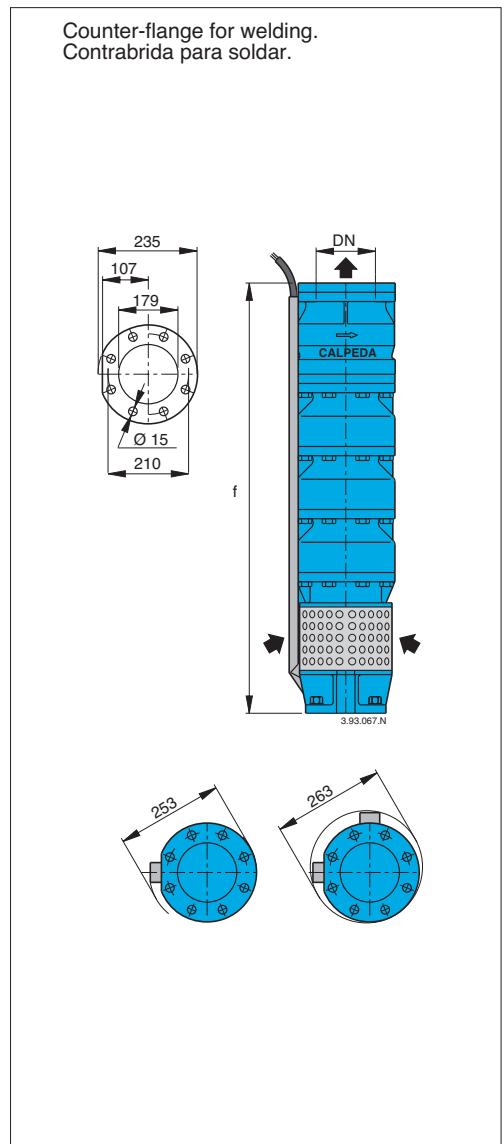 Counter-flange for welding.
Contrabrida para soldar.
235
107
179
Ø 15
210
DN
CALPEDA
f
3.93.067.N
253
263